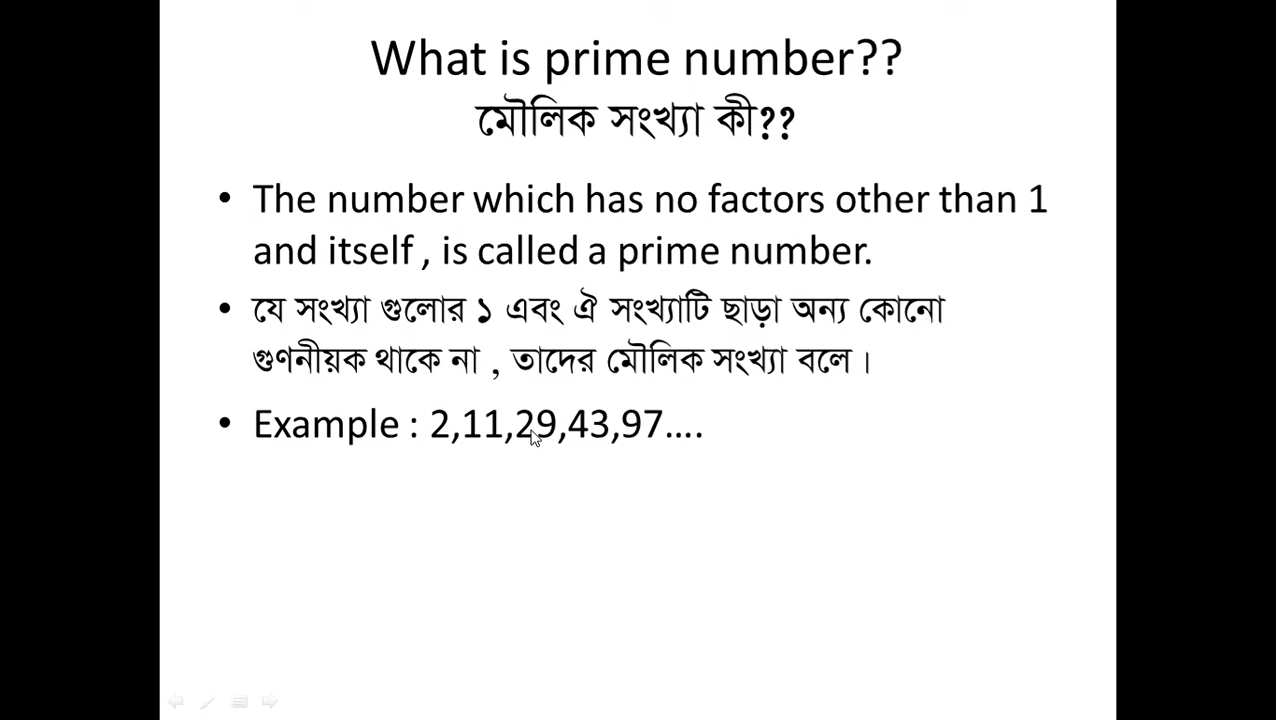 What is prime number??
মৌলিক সংখ্যা কী??
• The number which has no factors other than 1
and itself , is called a prime number.
• যে সংখ্যা গুলোর ১ এবং ঐ সংখ্যাটি ছাড়া অন্য কোনো
গুণনীয়ক থাকে না , তাদের মৌলিক সংখ্যা বলে ।
• Example : 2,11,29,43,97....